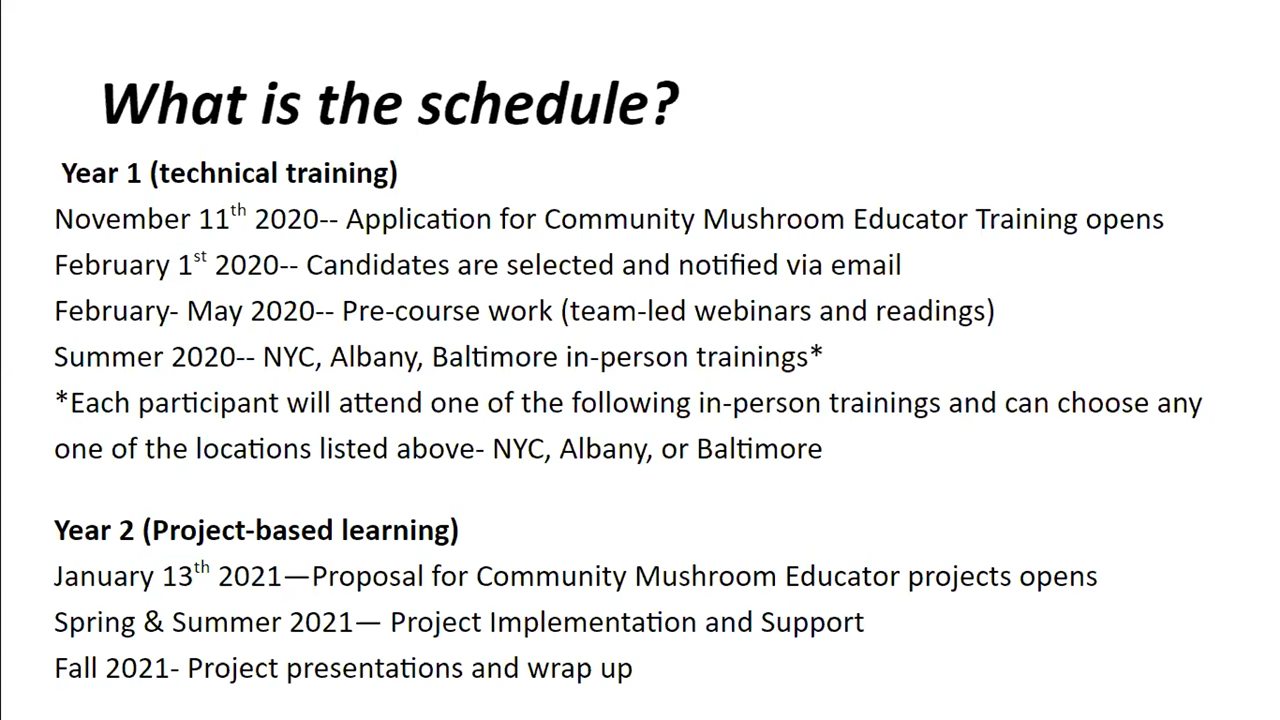 What is the schedule?
Year 1 (technical training)
November 11th 2020-- Application for Community Mushroom Educator Training opens
February 1st 2020-- Candidates are selected and notified via email
February- May 2020-- Pre-course work (team-led webinars and readings)
Summer 2020-- NYC, Albany, Baltimore in-person trainings*
*Each participant will attend one of the following in-person trainings and can choose any
one of the locations listed above- NYC, Albany, or Baltimore
Year 2 (Project-based learning)
January 13th 2021—Proposal for Community Mushroom Educator projects opens
Spring & Summer 2021— Project Implementation and Support
Fall 2021- Project presentations and wrap up